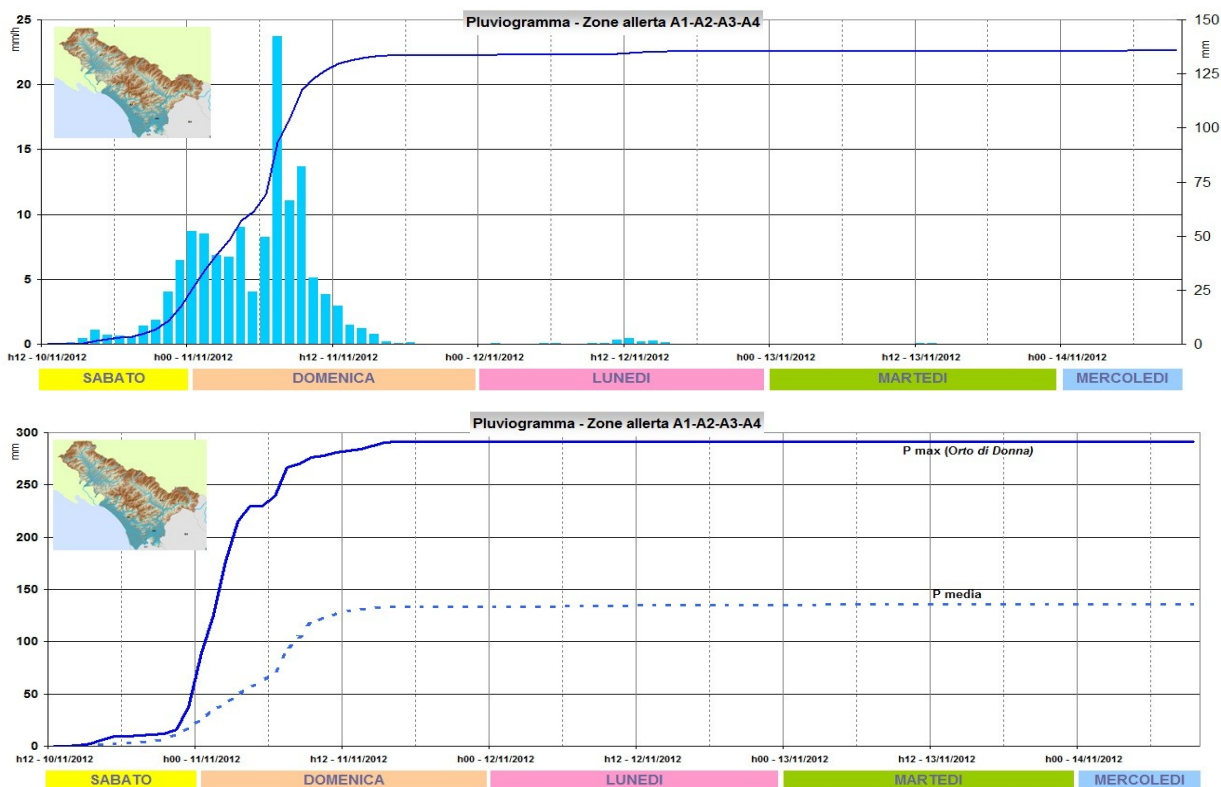 Pluviogramma - Zone allerta A1-A2-A3-A4
mm/h
mm
25
20
15
10
5
0
150
125
100
75
50
25
0
h12 - 10/11/2012 h00 - 11/11/2012 h12 - 11/11/2012 h00 - 12/11/2012 h12 - 12/11/2012 h00 - 13/11/2012 h12 - 13/11/2012 h00 - 14/11/2012
SABATO DOMENICA LUNEDI MARTEDI MERCOLEDI
Pluviogramma - Zone allerta A1-A2-A3-A4
mm
300
250
200
150
100
50
0
P max (Orto di Donna)
P media
h12 - 10/11/2012 h00 - 11/11/2012 h12 - 11/11/2012 h00 - 12/11/2012 h12 - 12/11/2012 h00 - 13/11/2012 h12 - 13/11/2012 h00 - 14/11/2012
SABATO DOMENICA LUNEDI MARTEDI MERCOLEDI